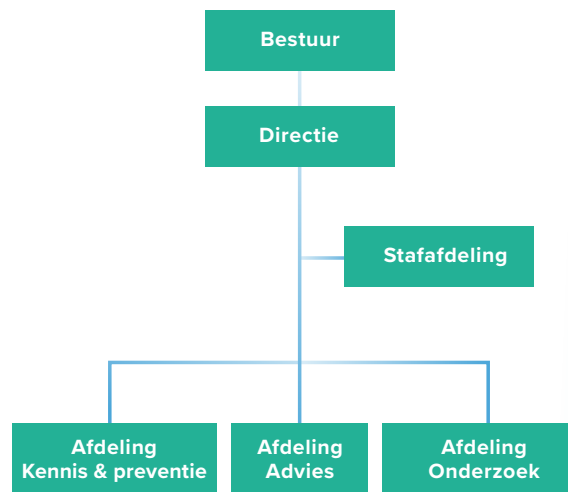 Bestuur
Directie
Stafafdeling
Afdeling
Kennis & preventie
Afdeling
Advies
Afdeling
Onderzoek